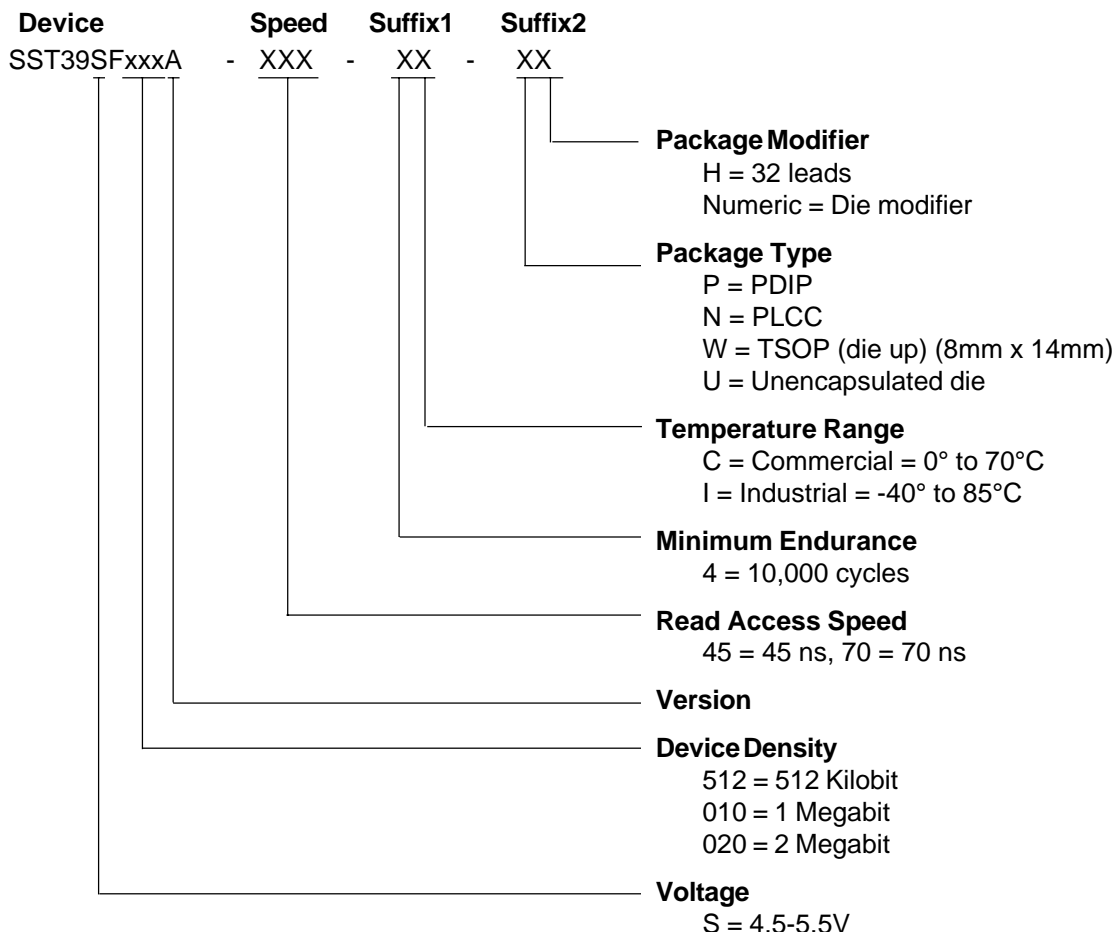 Device Speed Suffix1 Suffix2
SST39SFxxxA - XXX - XX - XX
Package Modifier
H = 32 leads
Numeric = Die modifier
Package Type
P = PDIP
N = PLCC
W = TSOP (die up) (8mm x 14mm)
U = Unencapsulated die
Temperature Range
C = Commercial = 0° to 70°C
I = Industrial = -40° to 85°C
Minimum Endurance
4 = 10,000 cycles
Read Access Speed
45 = 45 ns, 70 = 70 ns
Version
Device Density
512 = 512 Kilobit
010 = 1 Megabit
020 = 2 Megabit
Voltage
S = 4.5-5.5V